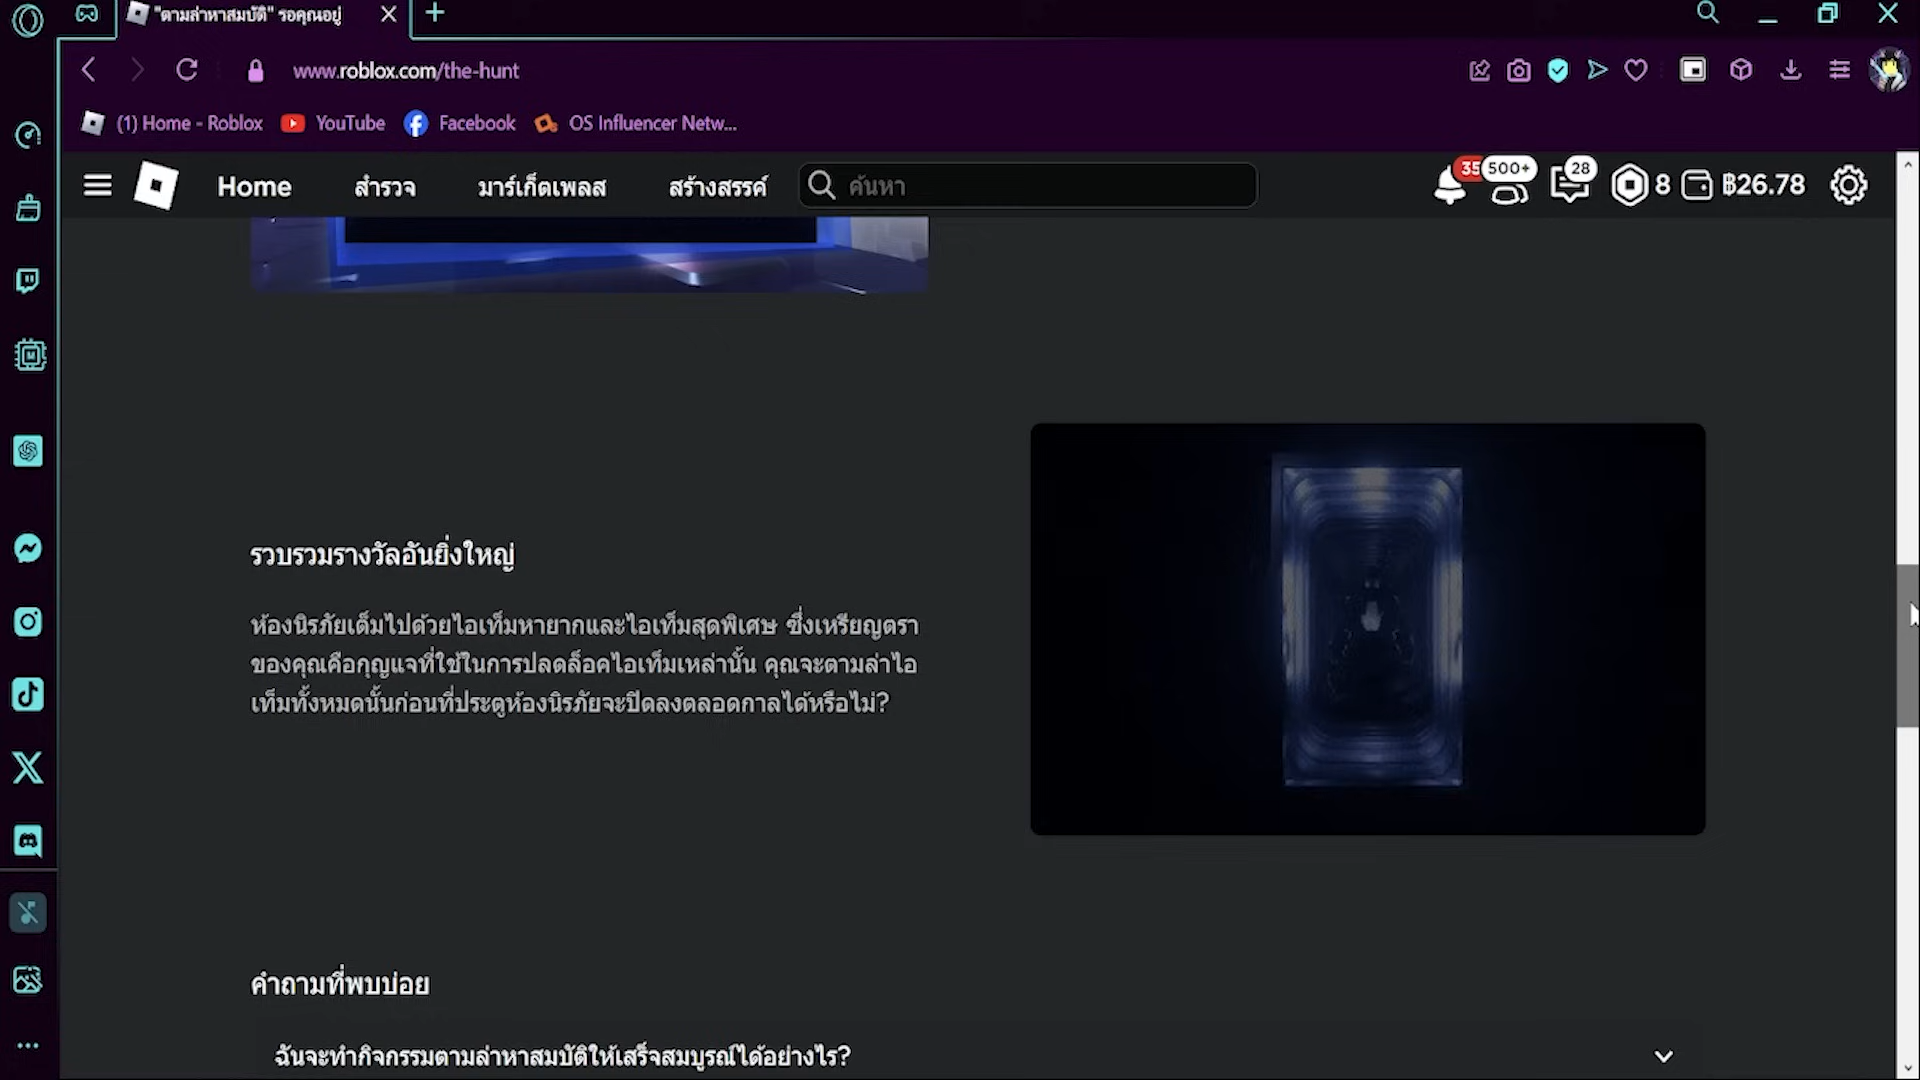 "ตามล่าหาสมบัติ" รอคุณอยู่
www.roblox.com/the-hunt
(1) Home - Roblox
YouTube
Facebook
OS Influencer Netw...
Home
สำรวจ
มาร์เก็ตเพลส
สร้างสรรค์
ค้นหา
35
500+
28
8
฿26.78
รวบรวมรางวัลอันยิ่งใหญ่
ห้องนิรภัยเต็มไปด้วยไอเท็มหายากและไอเท็มสุดพิเศษ ซึ่งเหรียญตรา
ของคุณคือกุญแจที่ใช้ในการปลดล็อคไอเท็มเหล่านั้น คุณจะตามล่าไอ
เท็มทั้งหมดนั้นก่อนที่ประตูห้องนิรภัยจะปิดลงตลอดกาลได้หรือไม่?
คำถามที่พบบ่อย
ฉันจะทำกิจกรรมตามล่าหาสมบัติให้เสร็จสมบูรณ์ได้อย่างไร?